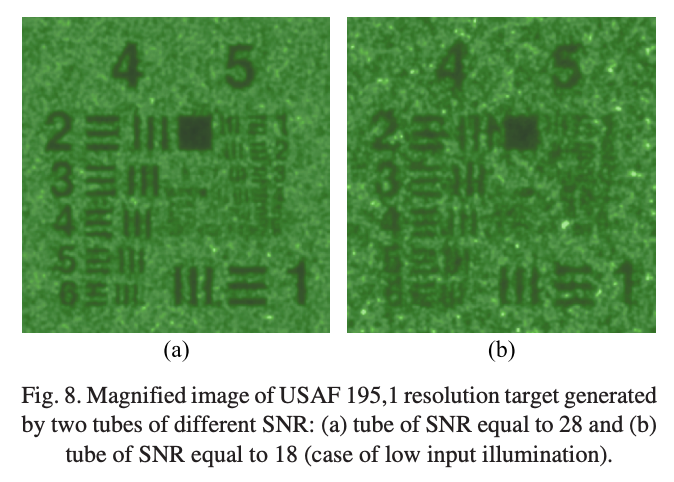 4 5
2 1
3
4
5
6 1
(a)
4 5
2
3
4
1
(b)
Fig. 8. Magnified image of USAF 195,1 resolution target generated
by two tubes of different SNR: (a) tube of SNR equal to 28 and (b)
tube of SNR equal to 18 (case of low input illumination).